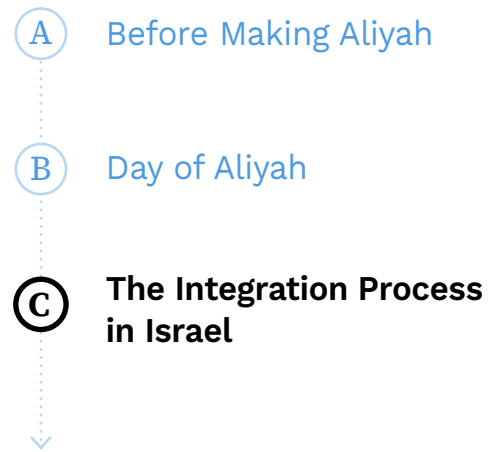 A Before Making Aliyah
B Day of Aliyah
C The Integration Process
in Israel